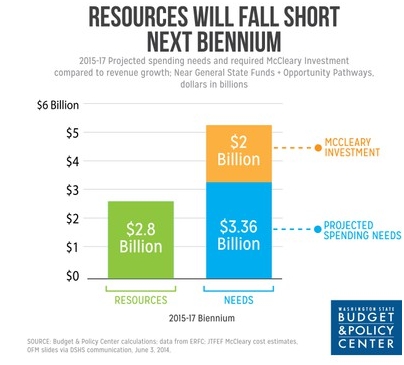 RESOURCES WILL FALL SHORT
NEXT BIENNIUM
2015-17 Projected spending needs and required McCleary Investment
compared to revenue growth; Near General State Funds + Opportunity Pathways,
dollars in billions
$6 Billion
$5
$4
$3
$2
$1
$0
$2.8
Billion
$2
Billion
$3.36
Billion
MCCLEARY
INVESTMENT
PROJECTED
SPENDING NEEDS
RESOURCES
NEEDS
2015-17 Biennium
WASHINGTON STATE
BUDGET
&POLICY
CENTER
SOURCE: Budget & Policy Center calculations: data from ERFC; JTFEF McCleary cost estimates,
OFM slides via DSHS communication, June 3, 2014.